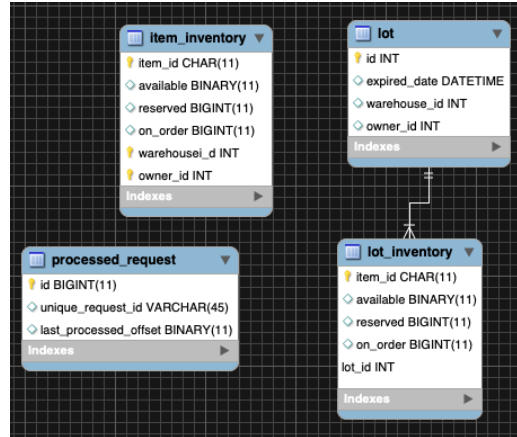 item_inventory
item_id CHAR(11)
available BINARY(11)
reserved BIGINT(11)
on_order BIGINT(11)
warehousei_d INT
owner_id INT
Indexes
lot
id INT
expired_date DATETIME
warehouse_id INT
owner_id INT
Indexes
processed_request
id BIGINT(11)
unique_request_id VARCHAR(45)
last_processed_offset BINARY(11)
Indexes
lot_inventory
item_id CHAR(11)
available BINARY(11)
reserved BIGINT(11)
on_order BIGINT(11)
lot_id INT
Indexes